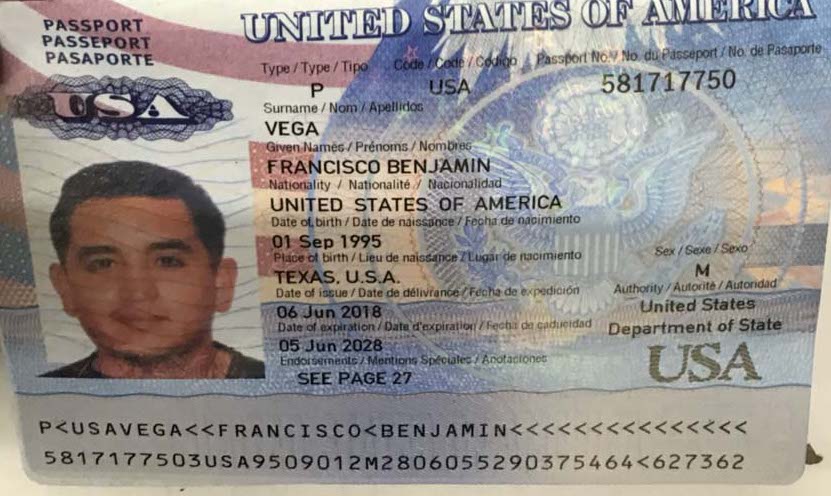 PASSPORT
PASSEPORT
PASAPORTE
USA
UNITED STATES OF AMERICA
Type / Type / Tipo Code / Code / Código Passport No. / No. du Passeport / No. de Pasaporte
P USA 581717750
Surname / Nom / Apellidos
VEGA
Given Names / Prénoms / Nombres
FRANCISCO BENJAMIN
Nationality / Nationalité / Nacionalidad
UNITED STATES OF AMERICA
Date of birth / Date de naissance / Fecha de nacimiento
01 Sep 1995
Place of birth / Lieu de naissance / Lugar de nacimiento
TEXAS, U.S.A.
Date of issue / Date de délivrance / Fecha de expedición
06 Jun 2018
Date of expiration / Date d'expiration / Fecha de caducidad
05 Jun 2028
Endorsements / Mentions Spéciales / Anotaciones
SEE PAGE 27
Sex / Sexe / Sexo
M
Authority / Autorité / Autoridad
United States
Department of State
USA
P<USAVEGA<<FRANCISCO<BENJAMIN<<<<<<<<<<<<<<<
5817177503USA9509012M2806055290375464<627362